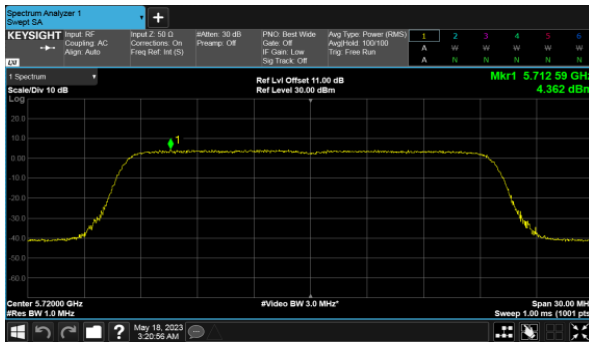 Spectrum Analyzer 1
Swept SA
+
KEYSIGHT
Input: RF
Coupling: AC
Align: Auto
Input Z: 50 Ω
Corrections: On
Freq Ref: Int (S)
#Atten: 30 dB
Preamp: Off
PNO: Best Wide
Gate: Off
IF Gain: Low
Sig Track: Off
Avg Type: Power (RMS)
Avg|Hold: 100/100
Trig: Free Run
1 2 3 4 5 6
A W W W W W
A N N N N N
LXI
1 Spectrum
Scale/Div 10 dB
Log
Ref Lvl Offset 11.00 dB
Ref Level 30.00 dBm
Mkr1 5.712 59 GHz
4.362 dBm
1
20.0
10.0
0.00
-10.0
-20.0
-30.0
-40.0
-50.0
-60.0
Center 5.72000 GHz
#Res BW 1.0 MHz
#Video BW 3.0 MHz*
Span 30.00 MHz
Sweep 1.00 ms (1001 pts)
?
May 18, 2023
3:20:56 AM